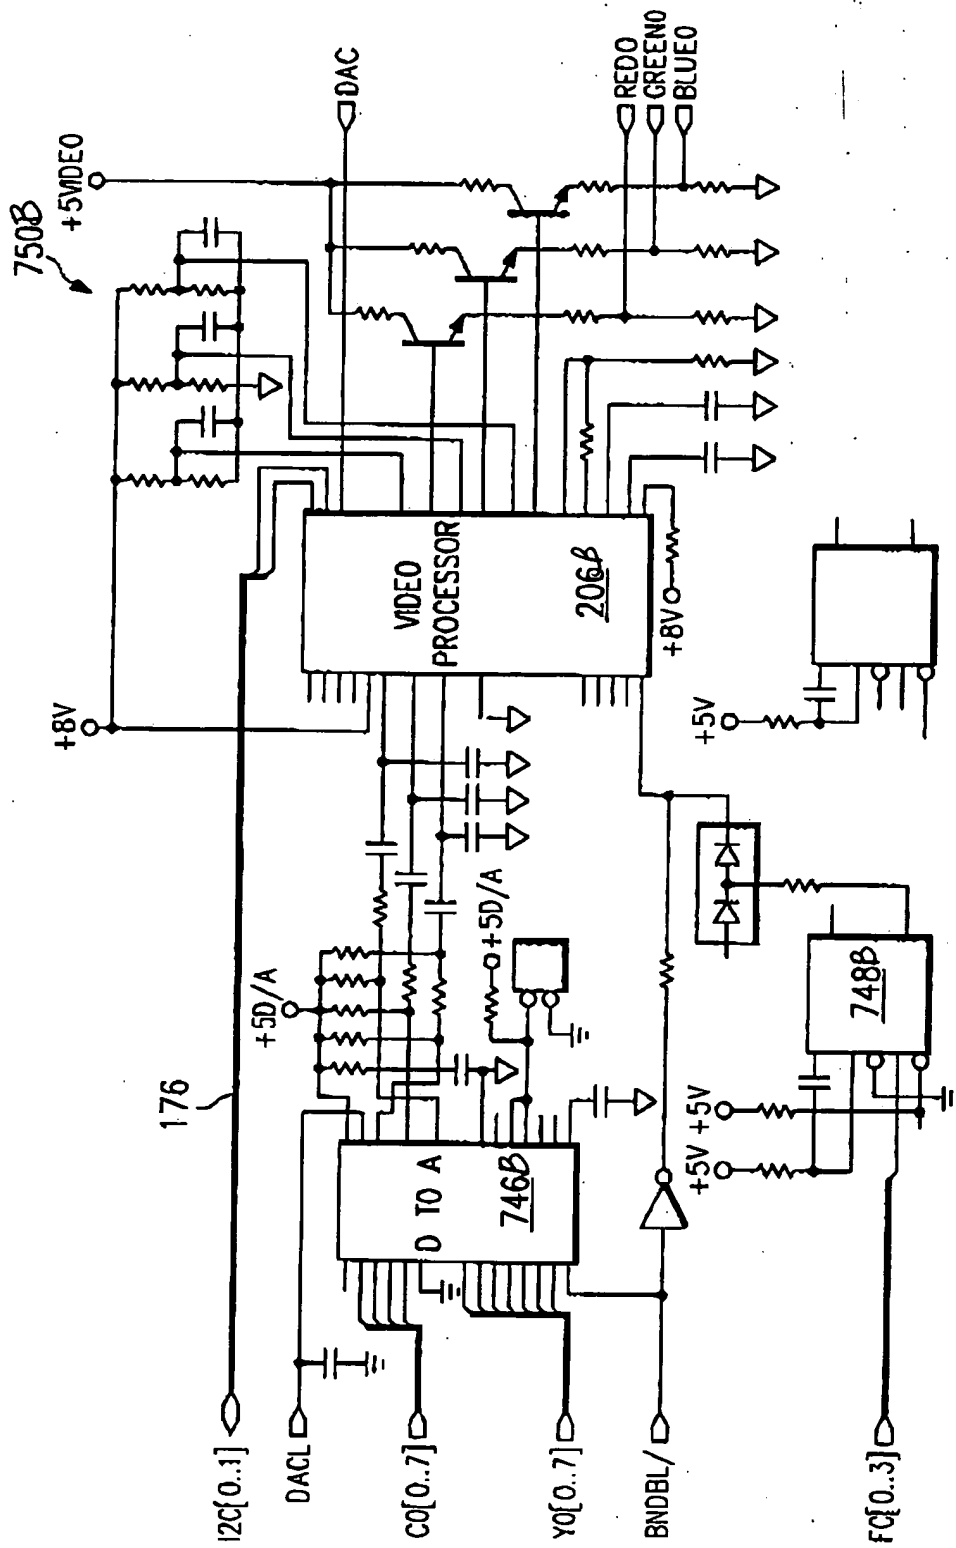 750B
+5VIDEO
DAC
REDO
GREENO
BLUEO
+8V
176
VIDEO
PROCESSOR
206B
+8V
+5D/A
+5D/A
D TO A
746B
+5V
+5V
+5V
748B
I2C[0..1]
DACL
CO[0..7]
YO[0..7]
BNDBL/
FC[0..3]